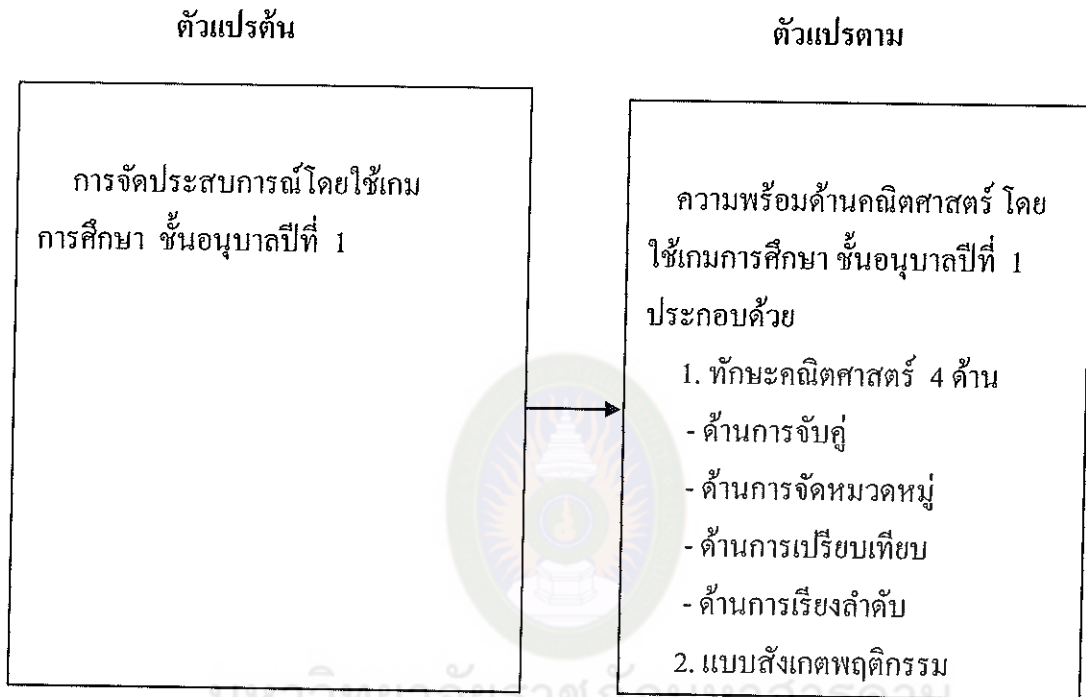 ตัวแปรต้น
ตัวแปรตาม
การจัดประสบการณ์โดยใช้เกม
การศึกษา ชั้นอนุบาลปีที่ 1
ความพร้อมด้านคณิตศาสตร์ โดย
ใช้เกมการศึกษา ชั้นอนุบาลปีที่ 1
ประกอบด้วย
1. ทักษะคณิตศาสตร์ 4 ด้าน
- ด้านการจับคู่
- ด้านการจัดหมวดหมู่
- ด้านการเปรียบเทียบ
- ด้านการเรียงลำดับ
2. แบบสังเกตพฤติกรรม